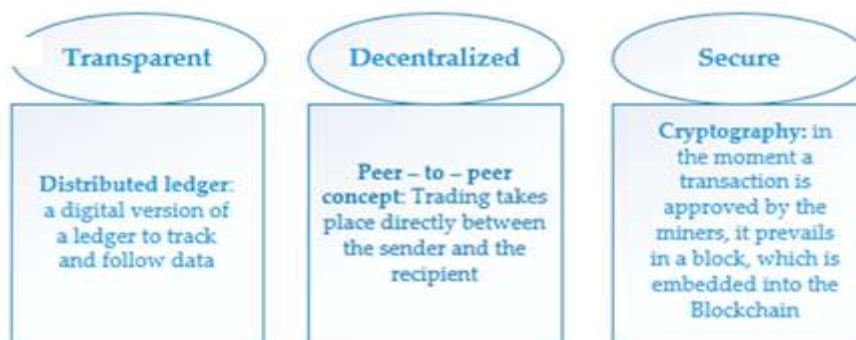 Transparent
Decentralized
Secure
Distributed ledger:
a digital version of
a ledger to track
and follow data
Peer – to – peer
concept: Trading takes
place directly between
the sender and the
recipient
Cryptography: in
the moment a
transaction is
approved by the
miners, it prevails
in a block, which is
embedded into the
Blockchain